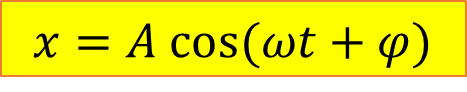 x = A cos(ωt + φ)